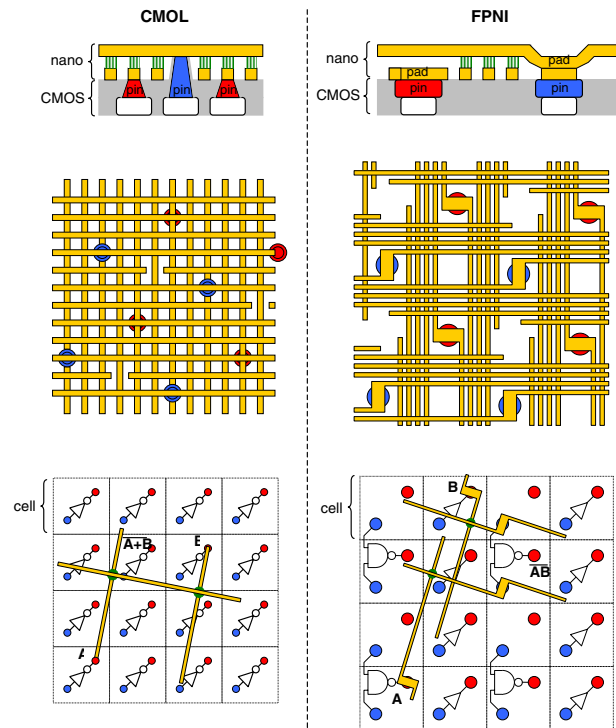 CMOL
FPNI
nano
CMOS
pin
pin
pin
nano
CMOS
pad
pad
pin
pin
cell
A+B
cell
B
AB
A